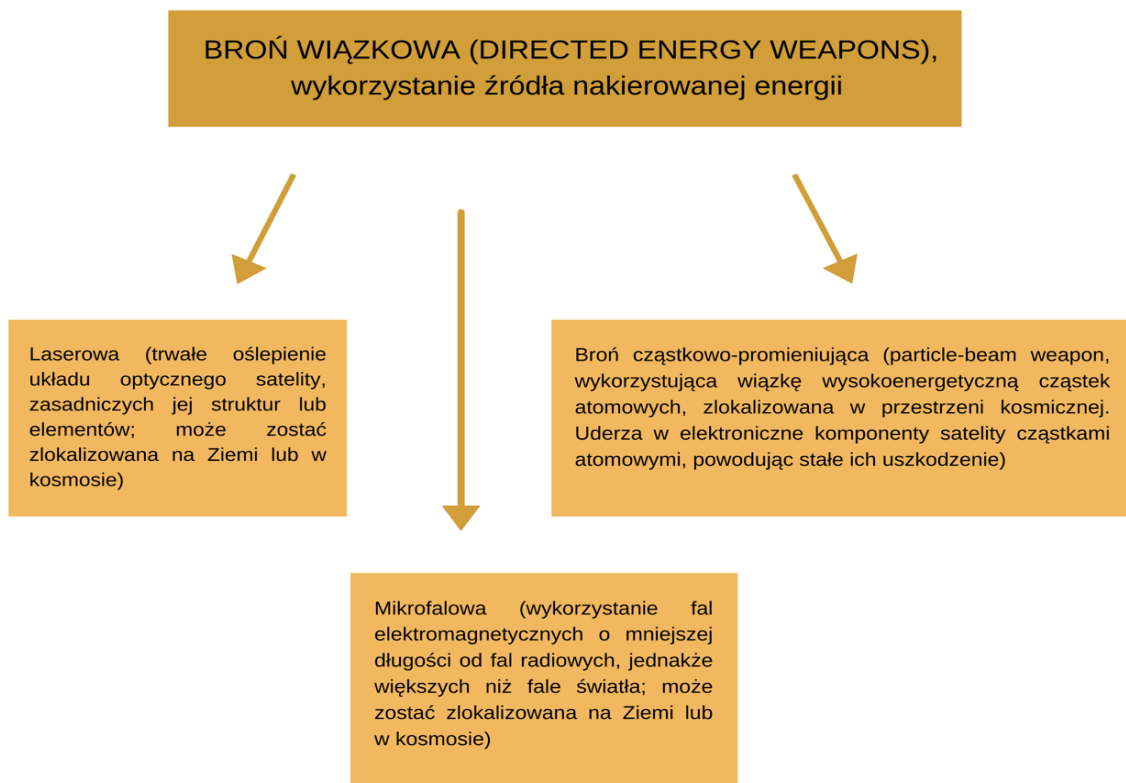 BROŃ WIĄZKOWA (DIRECTED ENERGY WEAPONS),
wykorzystanie źródła nakierowanej energii
Laserowa (trwałe oślepienie
układu optycznego satelity,
zasadniczych jej struktur lub
elementów; może zostać
zlokalizowana na Ziemi lub w
kosmosie)
Broń cząstkowo-promieniująca (particle-beam weapon,
wykorzystująca wiązkę wysokoenergetyczną cząstek
atomowych, zlokalizowana w przestrzeni kosmicznej.
Uderza w elektroniczne komponenty satelity cząstkami
atomowymi, powodując stałe ich uszkodzenie)
Mikrofalowa (wykorzystanie fal
elektromagnetycznych o mniejszej
długości od fal radiowych, jednakże
większych niż fale światła; może
zostać zlokalizowana na Ziemi lub
w kosmosie)